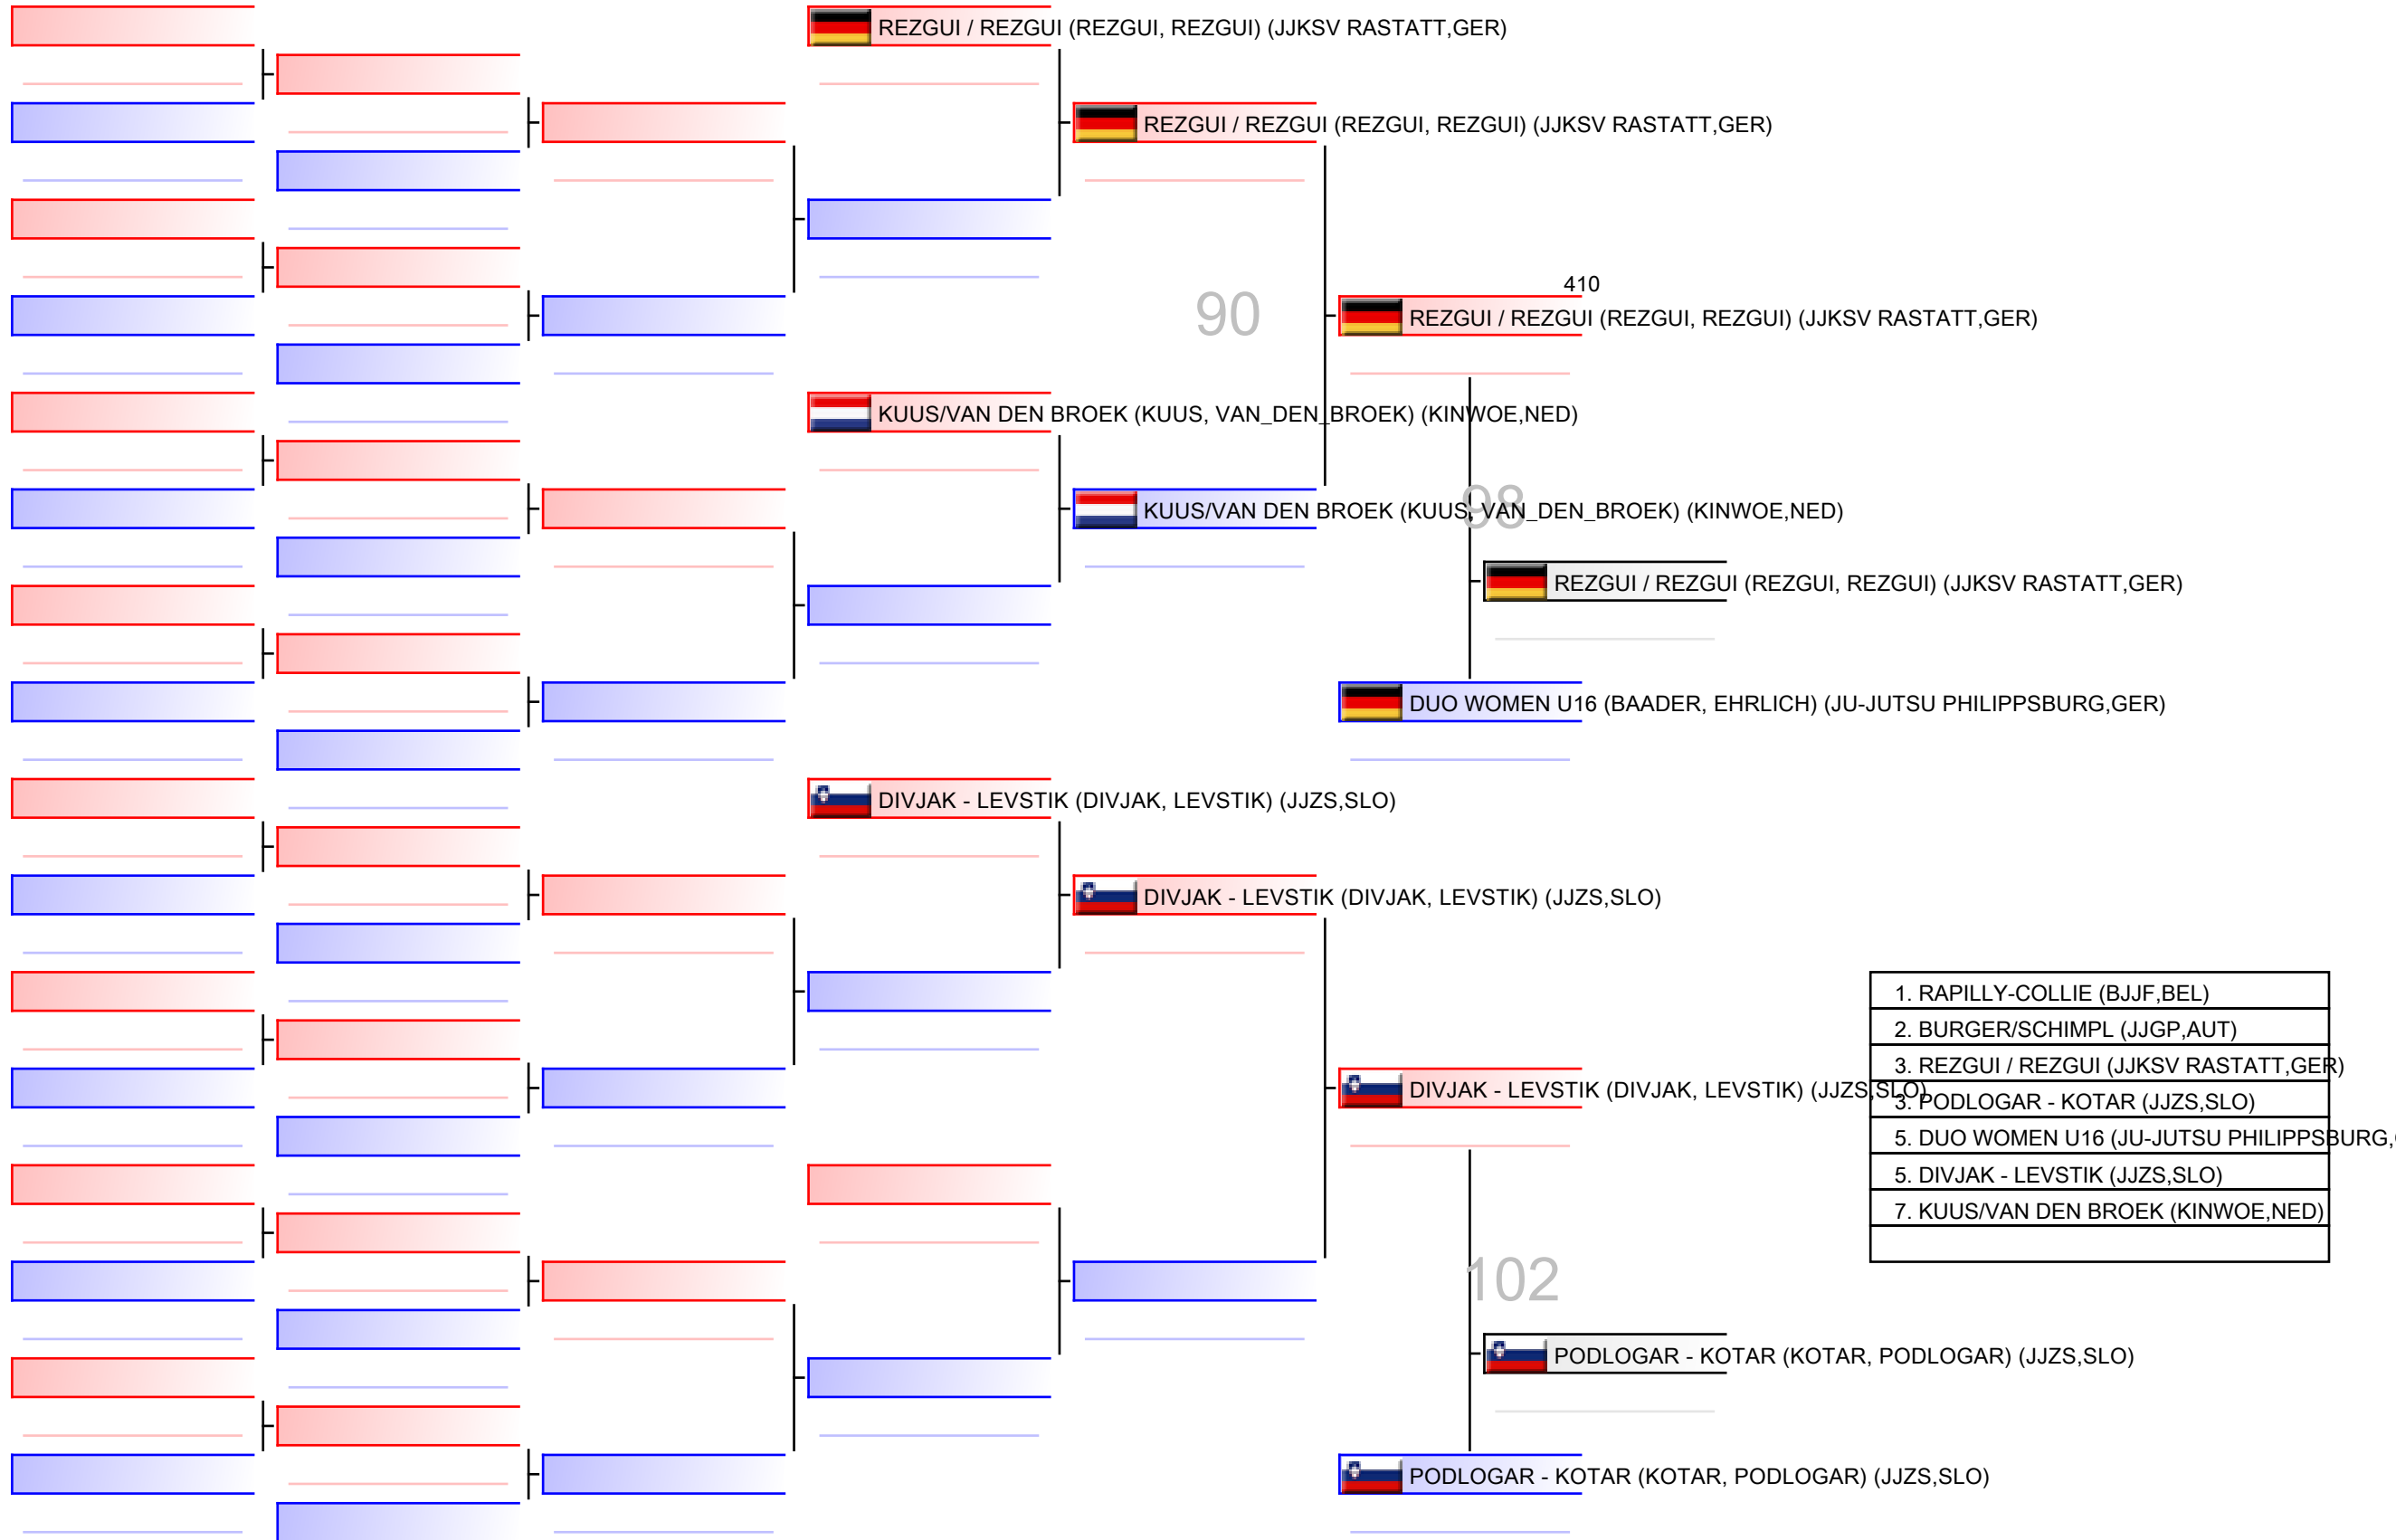 REZGUI / REZGUI (REZGUI, REZGUI) (JJKSV RASTATT,GER)
REZGUI / REZGUI (REZGUI, REZGUI) (JJKSV RASTATT,GER)
410
90
REZGUI / REZGUI (REZGUI, REZGUI) (JJKSV RASTATT,GER)
KUUS/VAN DEN BROEK (KUUS, VAN_DEN_BROEK) (KINWOE,NED)
98
KUUS/VAN DEN BROEK (KUUS, VAN_DEN_BROEK) (KINWOE,NED)
REZGUI / REZGUI (REZGUI, REZGUI) (JJKSV RASTATT,GER)
DUO WOMEN U16 (BAADER, EHRLICH) (JU-JUTSU PHILIPPSBURG,GER)
DIVJAK - LEVSTIK (DIVJAK, LEVSTIK) (JJZS,SLO)
DIVJAK - LEVSTIK (DIVJAK, LEVSTIK) (JJZS,SLO)
DIVJAK - LEVSTIK (DIVJAK, LEVSTIK) (JJZS,SLO)
1. RAPILLY-COLLIE (BJJF,BEL)
2. BURGER/SCHIMPL (JJGP,AUT)
3. REZGUI / REZGUI (JJKSV RASTATT,GER)
3. PODLOGAR - KOTAR (JJZS,SLO)
5. DUO WOMEN U16 (JU-JUTSU PHILIPPSBURG,
5. DIVJAK - LEVSTIK (JJZS,SLO)
7. KUUS/VAN DEN BROEK (KINWOE,NED)
102
PODLOGAR - KOTAR (KOTAR, PODLOGAR) (JJZS,SLO)
PODLOGAR - KOTAR (KOTAR, PODLOGAR) (JJZS,SLO)